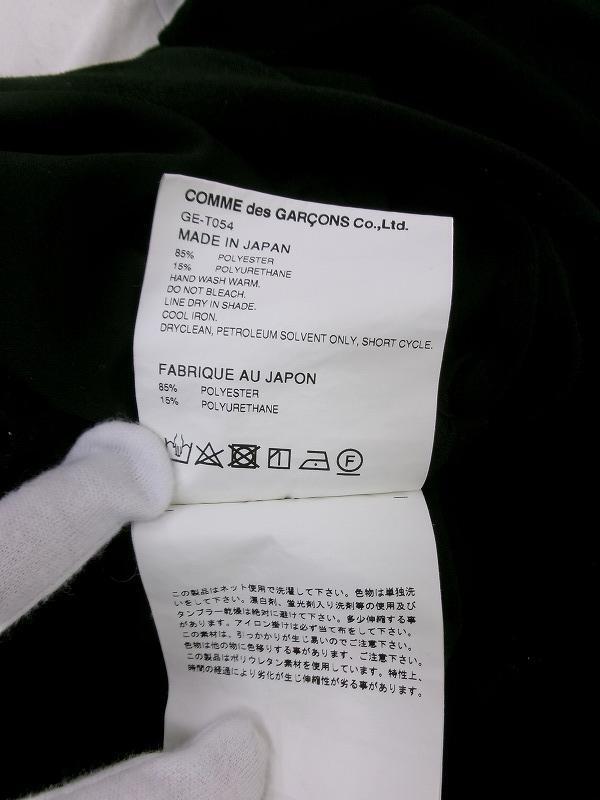 COMME des GARÇONS Co.,Ltd.
GE-T054
MADE IN JAPAN
85% POLYESTER
15% POLYURETHANE
HAND WASH WARM.
DO NOT BLEACH.
LINE DRY IN SHADE.
COOL IRON.
DRYCLEAN, PETROLEUM SOLVENT ONLY, SHORT CYCLE.
FABRIQUE AU JAPON
85% POLYESTER
15% POLYURETHANE
F
この製品はネット使用で洗濯して下さい。色物は単独洗
いをして下さい。漂白剤、蛍光剤入り洗剤等の使用及び
タンブラー乾燥は絶対に避けて下さい。多少伸縮する事
があります。アイロン掛けは必ず当て布をして下さい。
この素材は、引っかかりが生じ易いのでご注意下さい。
色物は他の物に色移りする事があります、ご注意下さい。
この製品はポリウレタン素材を使用しています。特性上、
時間の経過により劣化が生じ伸縮性が劣る事があります。